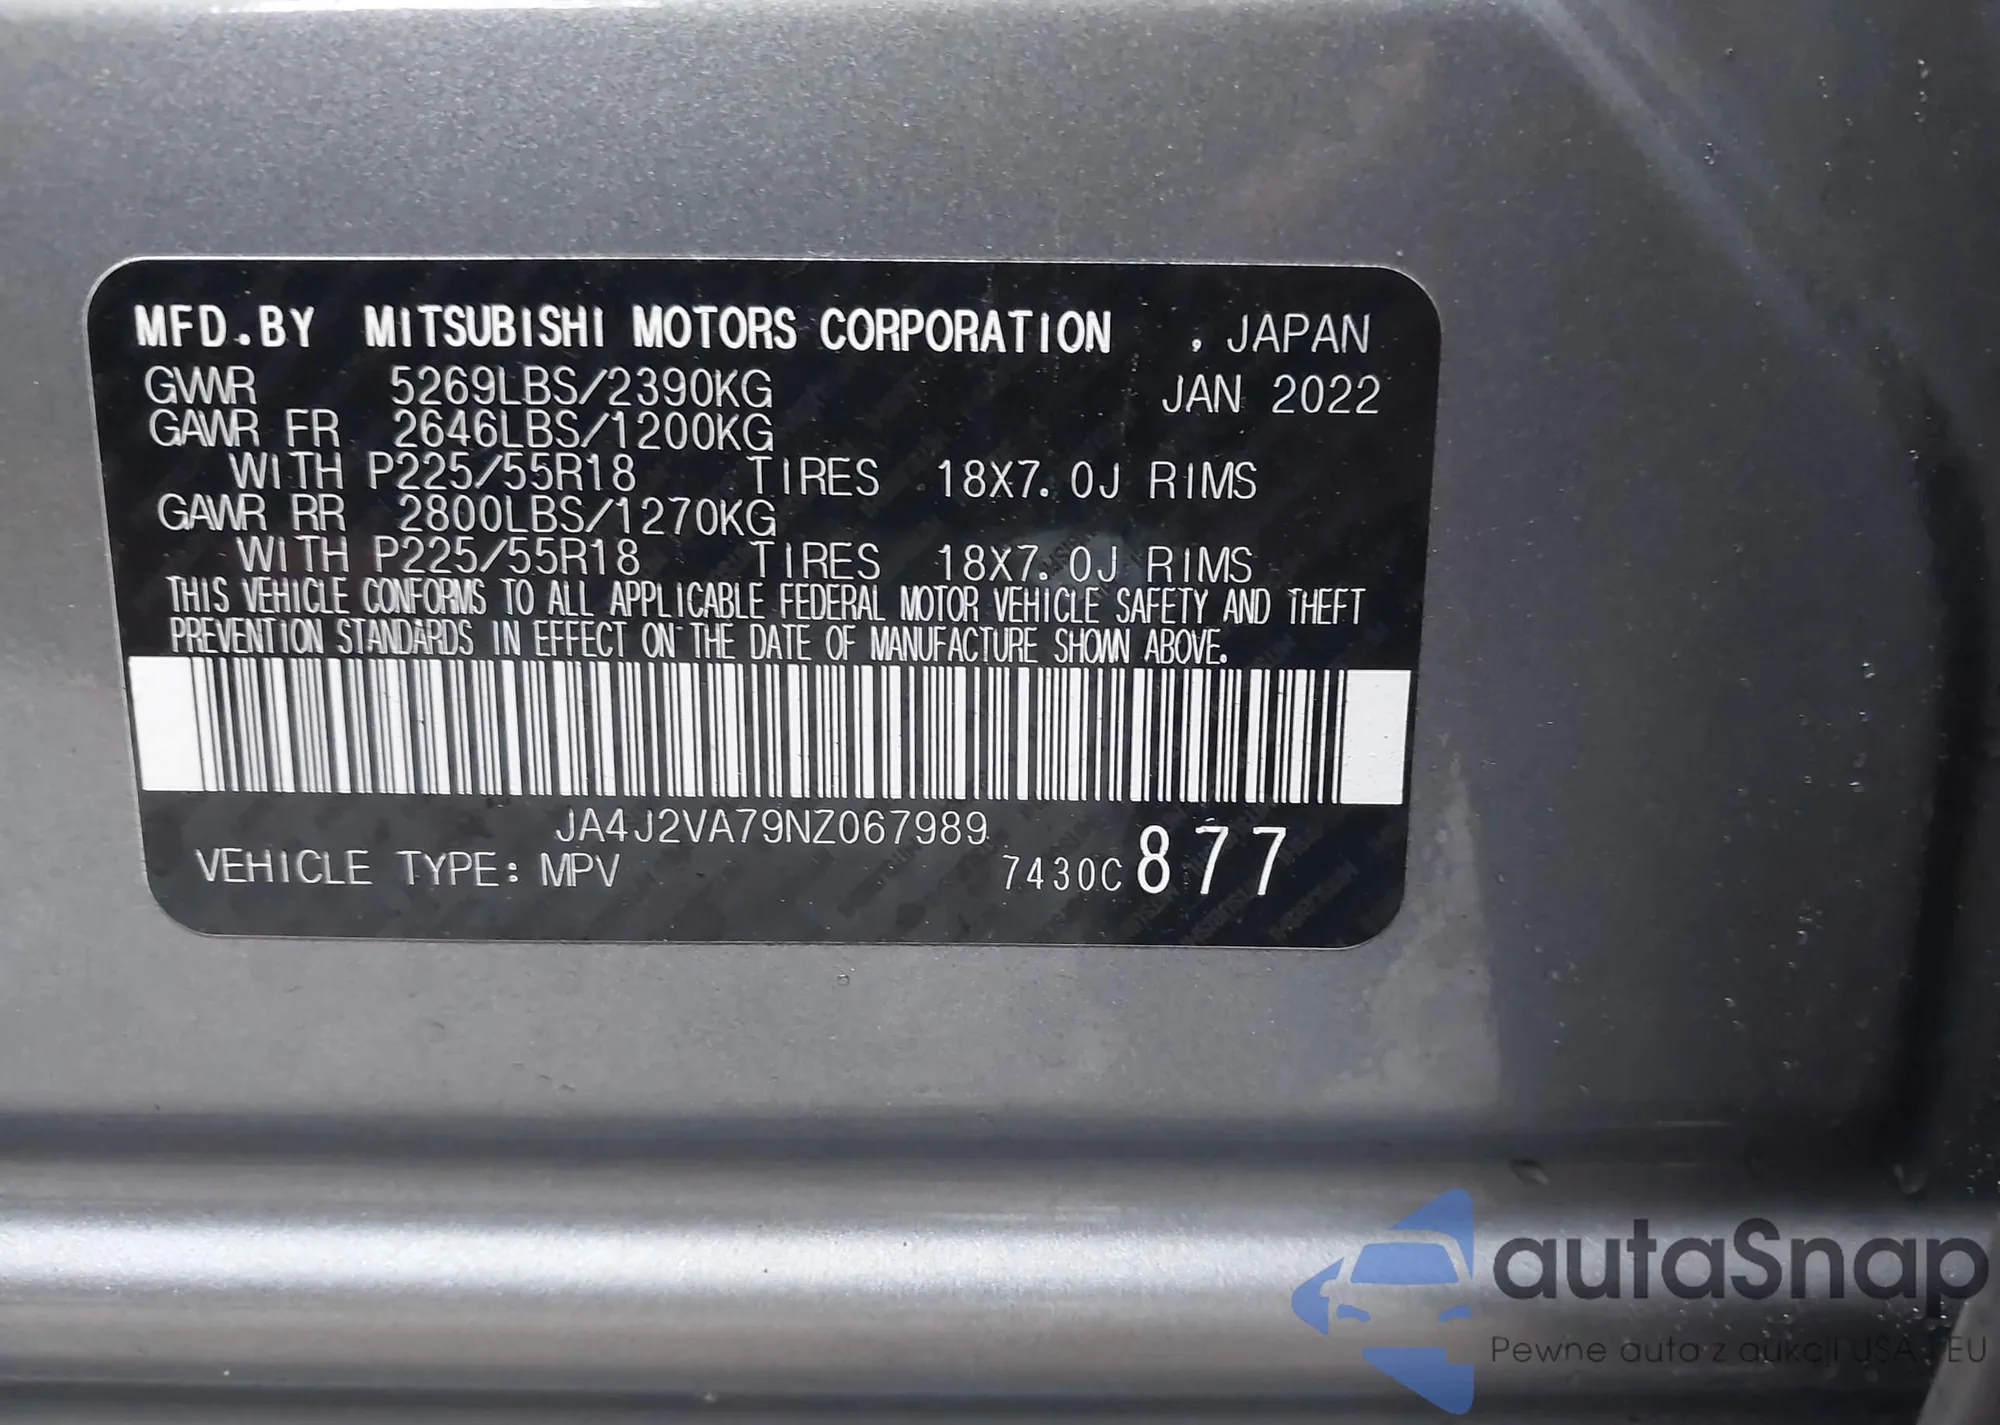 MFD.BY MITSUBISHI MOTORS CORPORATION , JAPAN
GVWR 5269LBS/2390KG JAN 2022
GAWR FR 2646LBS/1200KG
WITH P225/55R18 TIRES 18X7.0J RIMS
GAWR RR 2800LBS/1270KG
WITH P225/55R18 TIRES 18X7.0J RIMS
THIS VEHICLE CONFORMS TO ALL APPLICABLE FEDERAL MOTOR VEHICLE SAFETY AND THEFT
PREVENTION STANDARDS IN EFFECT ON THE DATE OF MANUFACTURE SHOWN ABOVE.
JA4J2VA79NZ067989
VEHICLE TYPE: MPV 7430C 877
autaSnap
Pewne auta z aukcji USA i EU